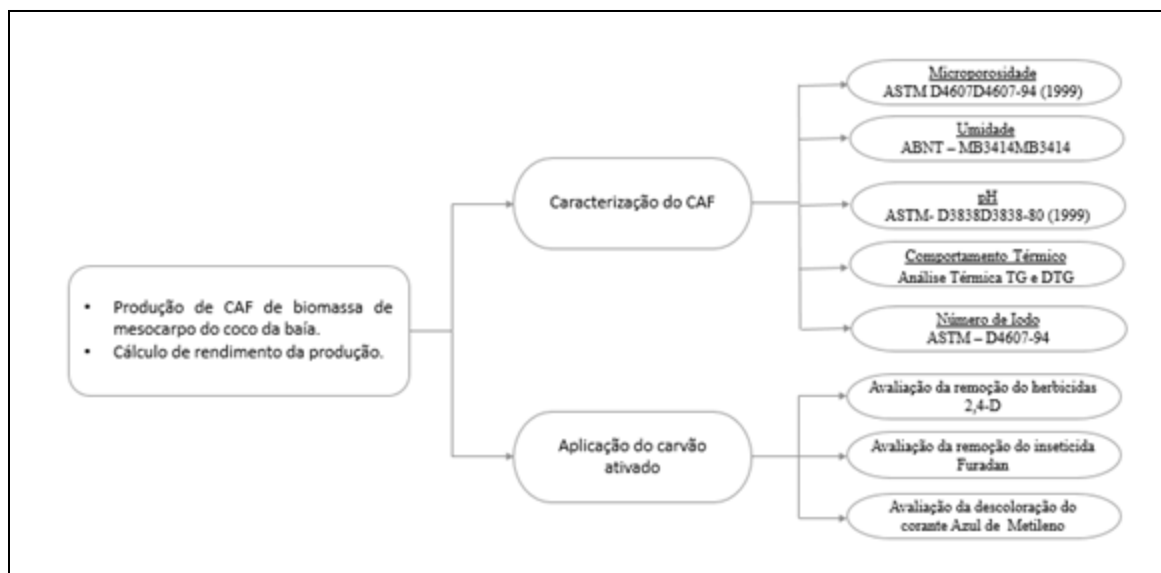 • Produção de CAF de biomassa de
mesocarpo do coco da baía.
• Cálculo de rendimento da produção.
Caracterização do CAF
Microporosidade
ASTM D4607D4607-94 (1999)
Umidade
ABNT – MB3414MB3414
pH
ASTM- D3838D3838-80 (1999)
Comportamento Térmico
Análise Térmica TG e DTG
Número de Iodo
ASTM – D4607-94
Aplicação do carvão
ativado
Avaliação da remoção do herbicidas
2,4-D
Avaliação da remoção do inseticida
Furadan
Avaliação da descoloração do
corante Azul de Metileno